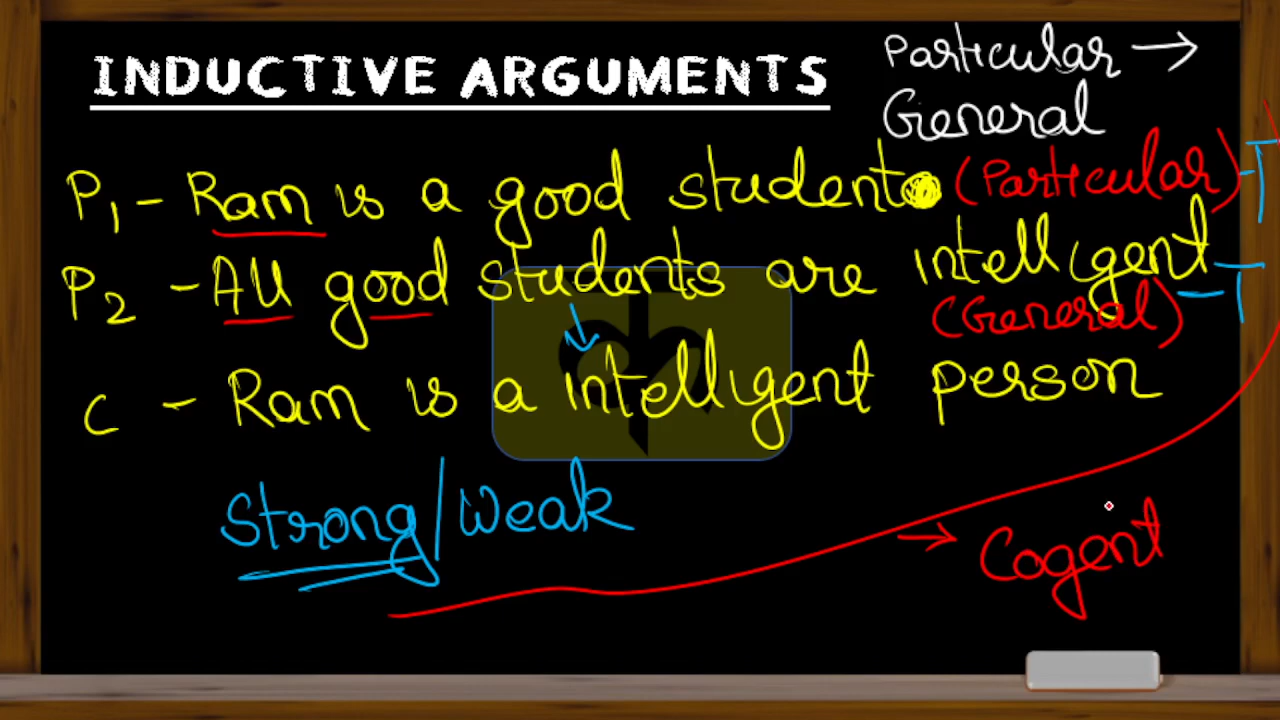 INDUCTIVE ARGUMENTS
Particular →
General
P1 - Ram is a good student (Particular) - T
P2 - All good students are intelligent
(General) - T
C - Ram is a intelligent person
Strong/Weak
→ Cogent